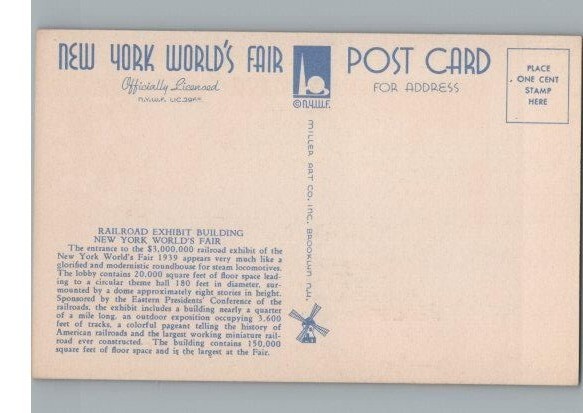 NEW YORK WORLD'S FAIR
Officially Licensed
N.Y.W.F. LIC.
©N.Y.W.F.
POST CARD
FOR ADDRESS
PLACE
ONE CENT
STAMP
HERE
MILLER ART CO. INC. BROOKLYN N.Y.
RAILROAD EXHIBIT BUILDING
NEW YORK WORLD'S FAIR
The entrance to the $3,000,000 railroad exhibit of the
New York World's Fair 1939 appears very much like a
glorified and modernistic roundhouse for steam locomotives.
The lobby contains 20,000 square feet of floor space lead-
ing to a circular theme hall 180 feet in diameter, sur-
mounted by a dome approximately eight stories in height.
Sponsored by the Eastern Presidents' Conference of the
railroads, the exhibit includes a building nearly a quarter
of a mile long, an outdoor exposition occupying 3,600
feet of tracks, a colorful pageant telling the history of
American railroads and the largest working miniature rail-
road ever constructed. The building contains 150,000
square feet of floor space and is the largest at the Fair.